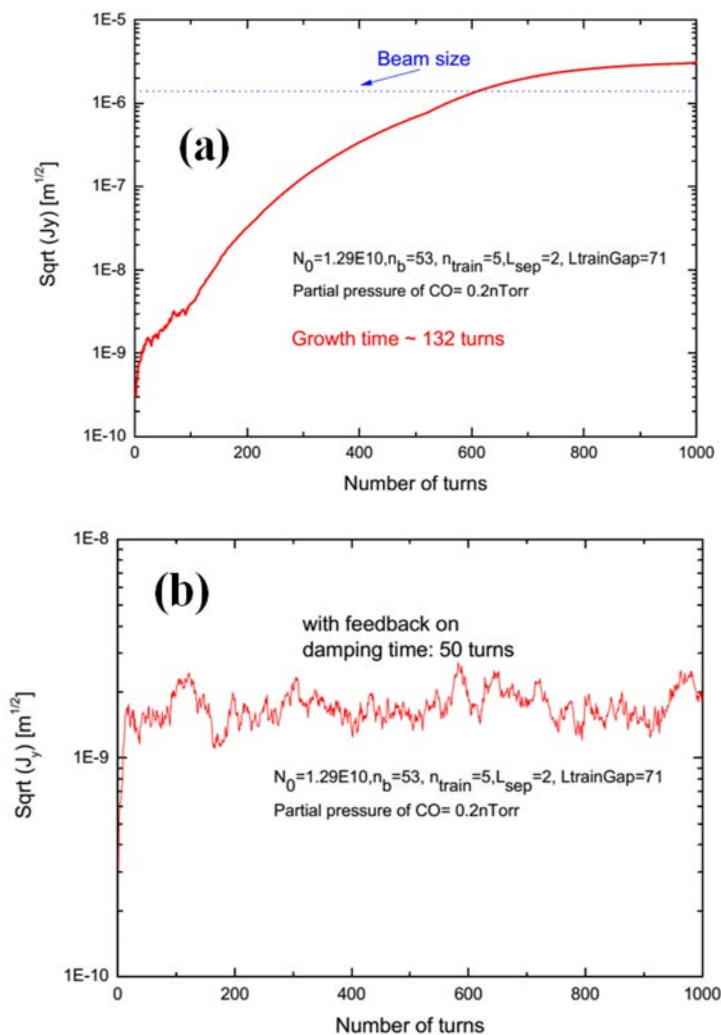 1E-5
Beam size
1E-6
(a)
1E-7
Sqrt (Jy) [m1/2]
N0=1.29E10,nb=53, ntrain=5,Lsep=2, LtrainGap=71
1E-8
Partial pressure of CO= 0.2nTorr
Growth time ~ 132 turns
1E-9
1E-10
0 200 400 600 800 1000
Number of turns
1E-8
(b)
with feedback on
damping time: 50 turns
Sqrt (Jy) [m1/2]
1E-9
N0=1.29E10,nb=53, ntrain=5,Lsep=2, LtrainGap=71
Partial pressure of CO= 0.2nTorr
1E-10
0 200 400 600 800 1000
Number of turns